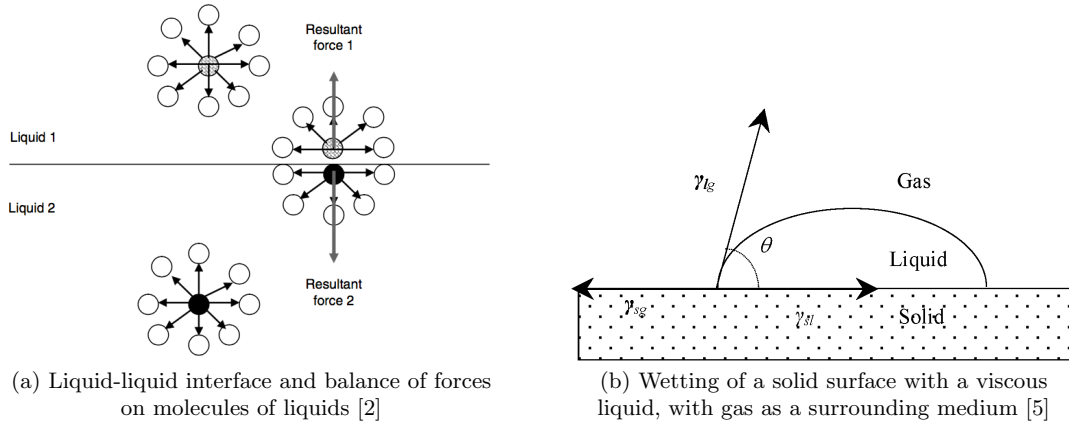 Resultant
force 1
Liquid 1
Liquid 2
Resultant
force 2
γlg
Gas
θ
Liquid
γsg
γsl
Solid
(a) Liquid-liquid interface and balance of forces
on molecules of liquids [2]
(b) Wetting of a solid surface with a viscous
liquid, with gas as a surrounding medium [5]